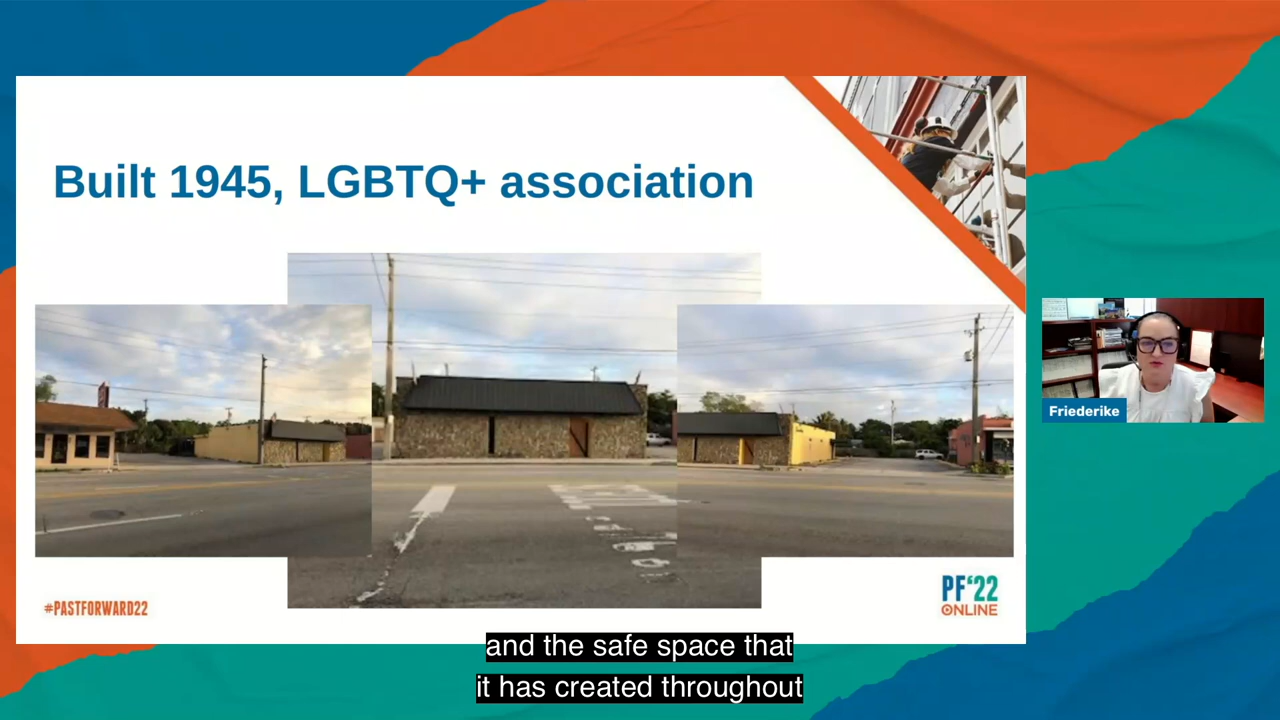 Built 1945, LGBTQ+ association
Friederike
#PASTFORWARD22
PF'22
ONLINE
and the safe space that
it has created throughout